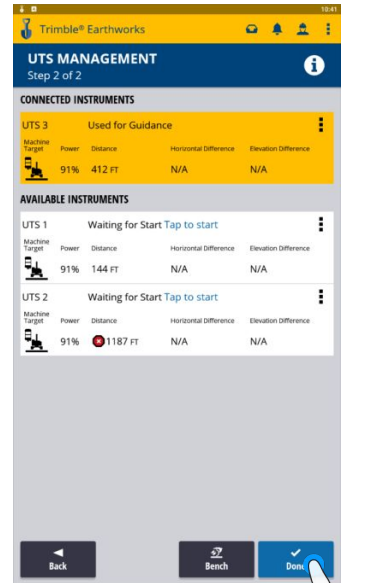 10:41
Trimble® Earthworks
UTS MANAGEMENT
Step 2 of 2
CONNECTED INSTRUMENTS
UTS 3 Used for Guidance
Machine Target Power Distance Horizontal Difference Elevation Difference
91% 412 FT N/A N/A
AVAILABLE INSTRUMENTS
UTS 1 Waiting for Start Tap to start
Machine Target Power Distance Horizontal Difference Elevation Difference
91% 144 FT N/A N/A
UTS 2 Waiting for Start Tap to start
Machine Target Power Distance Horizontal Difference Elevation Difference
91% 1187 FT N/A N/A
Back Bench Done